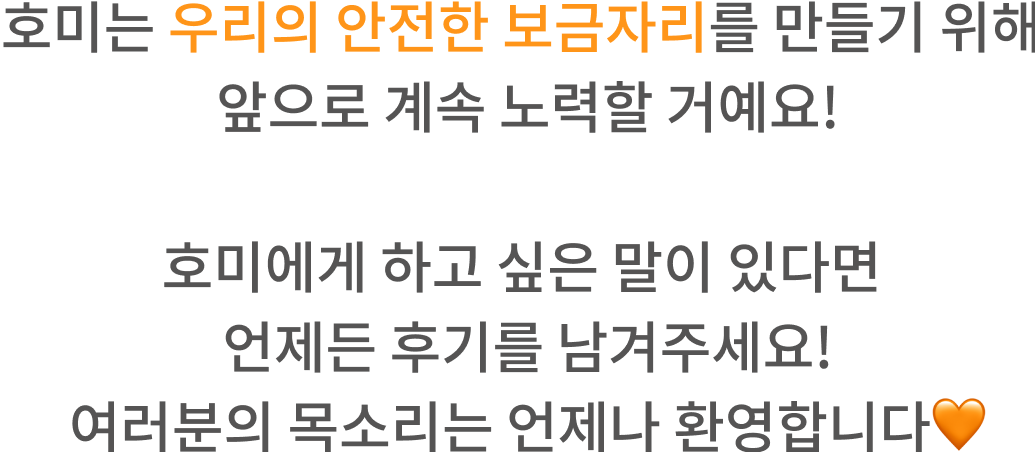 호미는 우리의 안전한 보금자리를 만들기 위해
앞으로 계속 노력할 거예요!
호미에게 하고 싶은 말이 있다면
언제든 후기를 남겨주세요!
여러분의 목소리는 언제나 환영합니다🧡